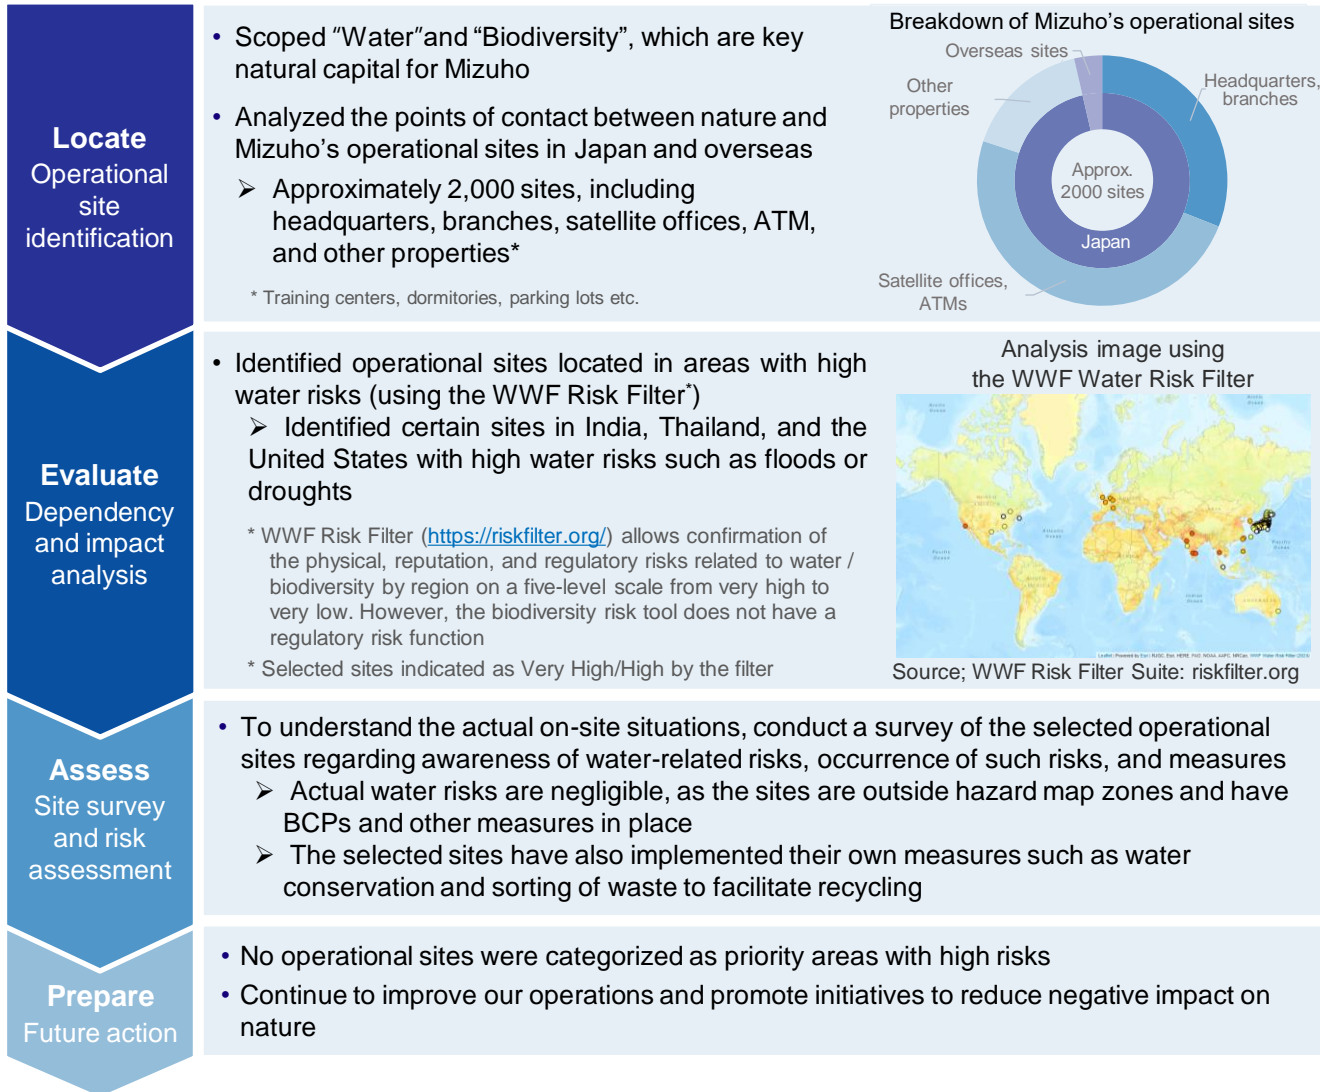 Locate
Operational
site
identification
• Scoped “Water”and “Biodiversity”, which are key
natural capital for Mizuho
• Analyzed the points of contact between nature and
Mizuho’s operational sites in Japan and overseas
➢ Approximately 2,000 sites, including
headquarters, branches, satellite offices, ATM,
and other properties*
* Training centers, dormitories, parking lots etc.
Breakdown of Mizuho’s operational sites
Overseas sites
Other
properties
Headquarters,
branches
Approx.
2000 sites
Japan
Satellite offices,
ATMs
Evaluate
Dependency
and impact
analysis
• Identified operational sites located in areas with high
water risks (using the WWF Risk Filter*)
➢ Identified certain sites in India, Thailand, and the
United States with high water risks such as floods or
droughts
* WWF Risk Filter (https://riskfilter.org/) allows confirmation of
the physical, reputation, and regulatory risks related to water /
biodiversity by region on a five-level scale from very high to
very low. However, the biodiversity risk tool does not have a
regulatory risk function
* Selected sites indicated as Very High/High by the filter
Analysis image using
the WWF Water Risk Filter
Source; WWF Risk Filter Suite: riskfilter.org
Assess
Site survey
and risk
assessment
• To understand the actual on-site situations, conduct a survey of the selected operational
sites regarding awareness of water-related risks, occurrence of such risks, and measures
➢ Actual water risks are negligible, as the sites are outside hazard map zones and have
BCPs and other measures in place
➢ The selected sites have also implemented their own measures such as water
conservation and sorting of waste to facilitate recycling
Prepare
Future action
• No operational sites were categorized as priority areas with high risks
• Continue to improve our operations and promote initiatives to reduce negative impact on
nature